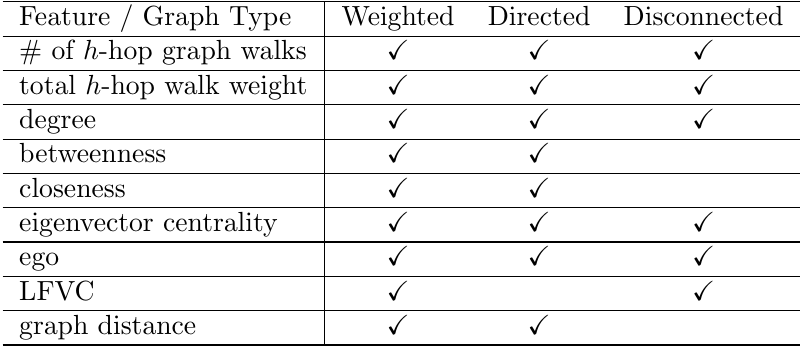 Feature / Graph Type Weighted Directed Disconnected
# of h-hop graph walks ✓ ✓ ✓
total h-hop walk weight ✓ ✓ ✓
degree ✓ ✓ ✓
betweenness ✓ ✓
closeness ✓ ✓
eigenvector centrality ✓ ✓ ✓
ego ✓ ✓ ✓
LFVC ✓ ✓
graph distance ✓ ✓